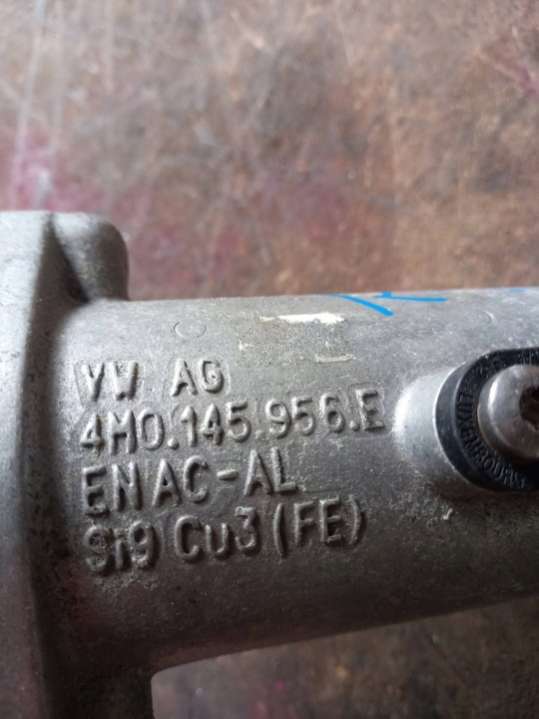 VW AG
4M0.145.956.E
EN AC-AL
Si9 Cu3 (FE)